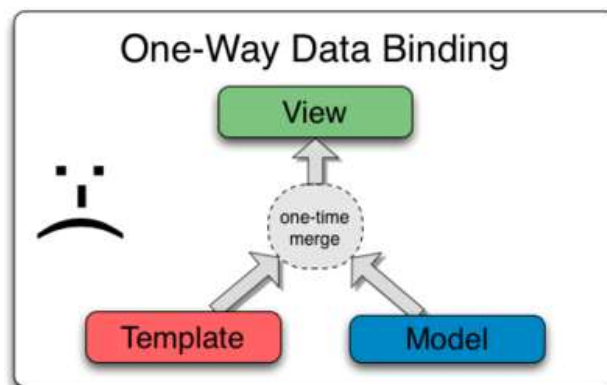 One-Way Data Binding
View
one-time
merge
Template
Model